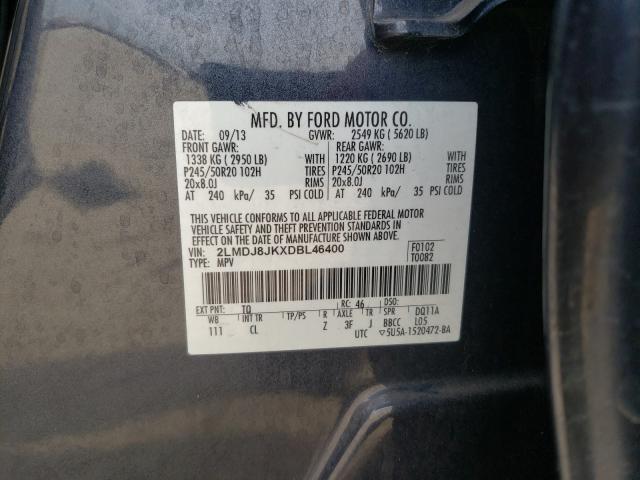 MFD. BY FORD MOTOR CO.
DATE: 09/13 GVWR: 2549 KG ( 5620 LB)
FRONT GAWR: REAR GAWR:
1338 KG ( 2950 LB) WITH 1220 KG ( 2690 LB) WITH
P245/50R20 102H TIRES P245/50R20 102H TIRES
20x8.0J RIMS 20x8.0J RIMS
AT 240 kPa/ 35 PSI COLD AT 240 kPa/ 35 PSI COLD
THIS VEHICLE CONFORMS TO ALL APPLICABLE FEDERAL MOTOR
VEHICLE SAFETY AND THEFT PREVENTION STANDARDS
IN EFFECT ON THE DATE OF MANUFACTURE SHOWN ABOVE.
VIN: 2LMDJ8JKXDBL46400 F0102
TYPE: MPV T0082
EXT PNT: TQ RC: 46 DSO:
WB TP/PS R AXLE TR SPR DQ11A
111 CL Z 3F J BBCC L05
UTC ▽5U5A-1520472-BA